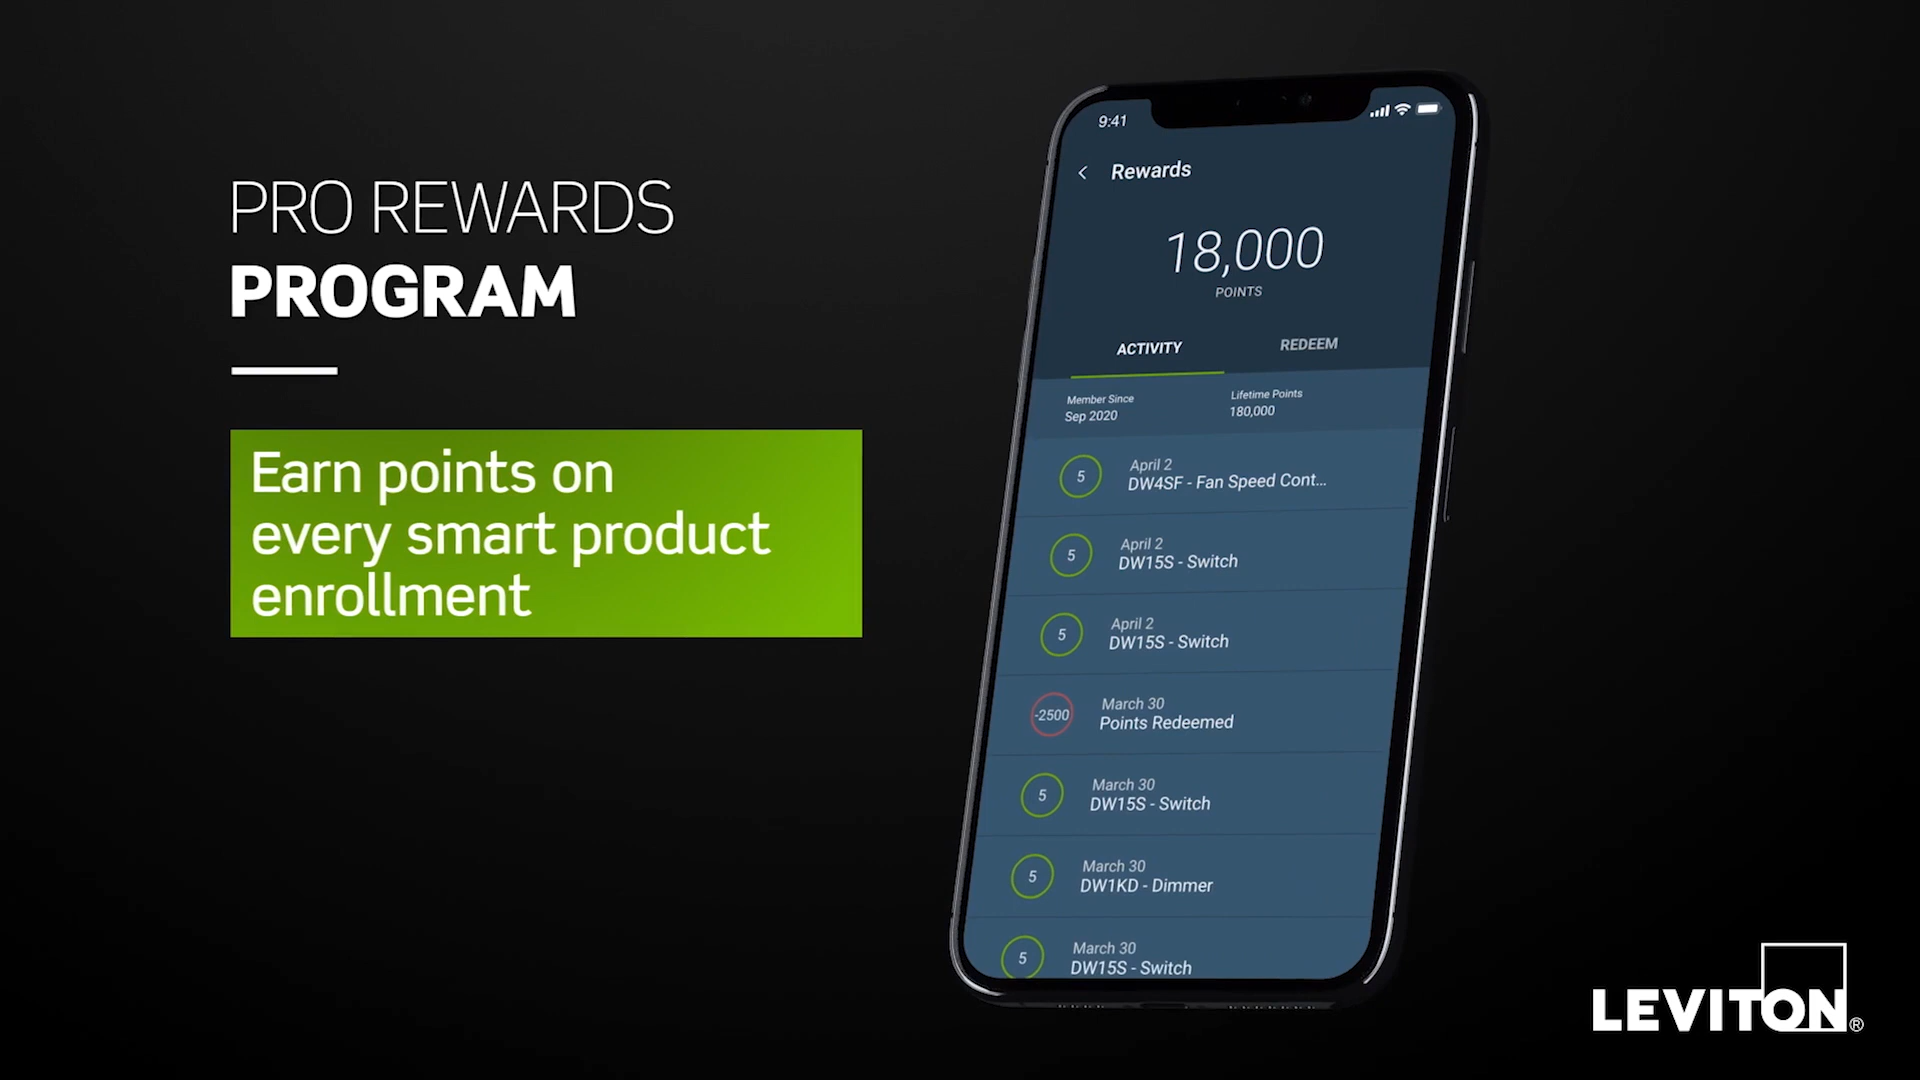 PRO REWARDS
PROGRAM
Earn points on
every smart product
enrollment
9:41
Rewards
18,000
POINTS
ACTIVITY
REDEEM
Member Since
Sep 2020
Lifetime Points
180,000
5
April 2
DW4SF - Fan Speed Cont...
5
April 2
DW15S - Switch
5
April 2
DW15S - Switch
-2500
March 30
Points Redeemed
5
March 30
DW15S - Switch
5
March 30
DW1KD - Dimmer
5
March 30
DW15S - Switch
LEVITON®